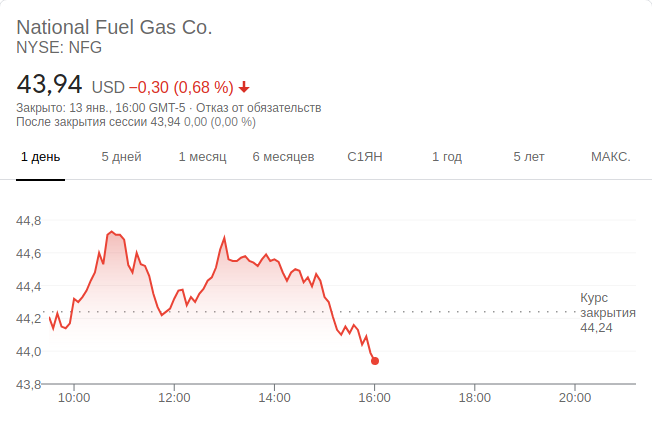 National Fuel Gas Co.
NYSE: NFG
43,94 USD −0,30 (0,68 %)
Закрыто: 13 янв., 16:00 GMT-5 · Отказ от обязательств
После закрытия сессии 43,94 0,00 (0,00 %)
1 день 5 дней 1 месяц 6 месяцев С1ЯН 1 год 5 лет МАКС.
44,8
44,6
44,4
44,2
44,0
43,8
Курс
закрытия
44,24
10:00 12:00 14:00 16:00 18:00 20:00